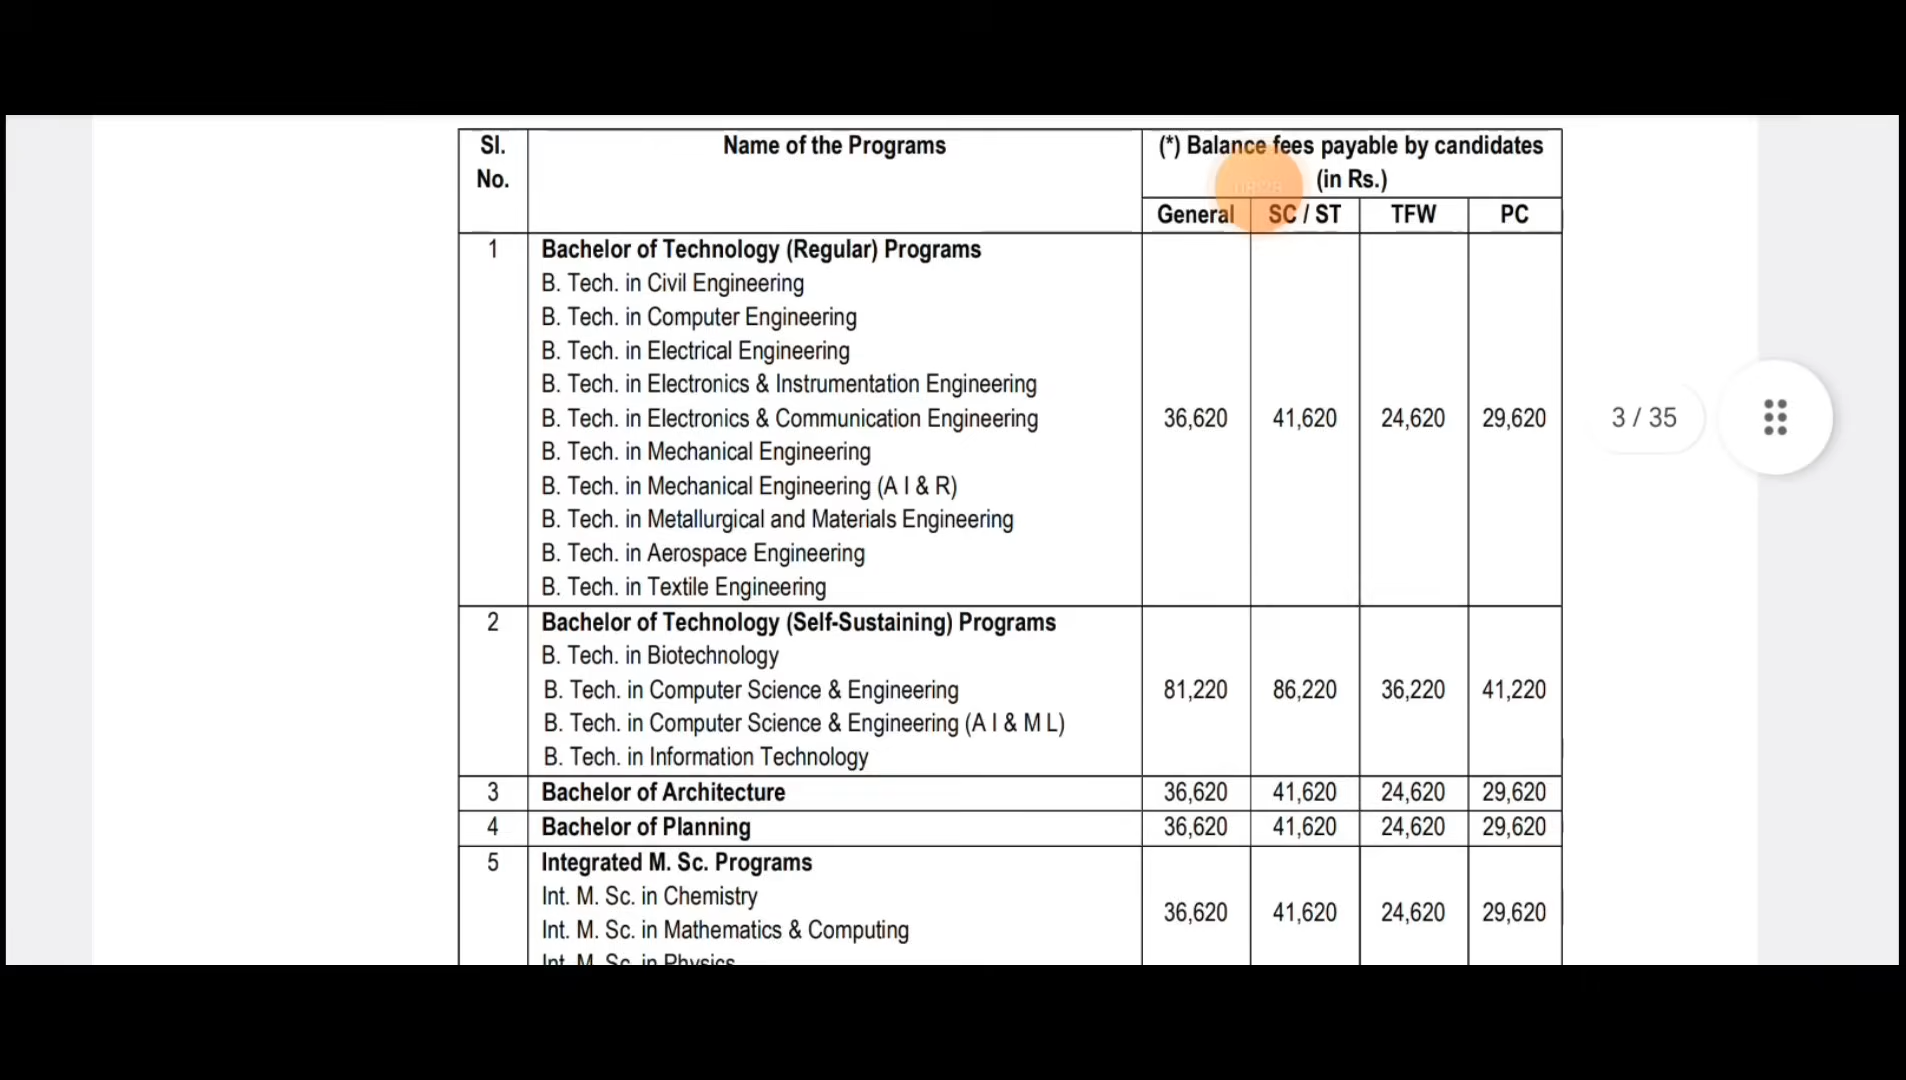 Sl. No. Name of the Programs (*) Balance fees payable by candidates (in Rs.)
General SC / ST TFW PC
1 Bachelor of Technology (Regular) Programs
B. Tech. in Civil Engineering
B. Tech. in Computer Engineering
B. Tech. in Electrical Engineering
B. Tech. in Electronics & Instrumentation Engineering
B. Tech. in Electronics & Communication Engineering 36,620 41,620 24,620 29,620
B. Tech. in Mechanical Engineering
B. Tech. in Mechanical Engineering (A I & R)
B. Tech. in Metallurgical and Materials Engineering
B. Tech. in Aerospace Engineering
B. Tech. in Textile Engineering
2 Bachelor of Technology (Self-Sustaining) Programs
B. Tech. in Biotechnology
B. Tech. in Computer Science & Engineering 81,220 86,220 36,220 41,220
B. Tech. in Computer Science & Engineering (A I & M L)
B. Tech. in Information Technology
3 Bachelor of Architecture 36,620 41,620 24,620 29,620
4 Bachelor of Planning 36,620 41,620 24,620 29,620
5 Integrated M. Sc. Programs
Int. M. Sc. in Chemistry
36,620 41,620 24,620 29,620
Int. M. Sc. in Mathematics & Computing
Int. M. Sc. in Physics
3 / 35